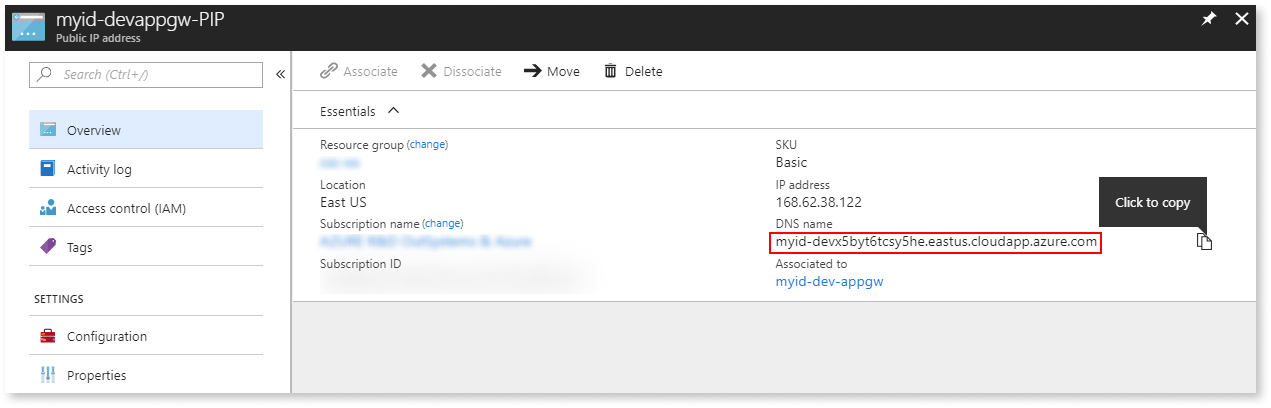 myid-devappgw-PIP
Public IP address
Search (Ctrl+/)
«
Overview
Activity log
Access control (IAM)
Tags
SETTINGS
Configuration
Properties
Associate Dissociate Move Delete
Essentials
Resource group (change)
Location
East US
Subscription name (change)
Subscription ID
SKU
Basic
IP address
168.62.38.122
DNS name
myid-devx5byt6tcsy5he.eastus.cloudapp.azure.com
Associated to
myid-dev-appgw
Click to copy